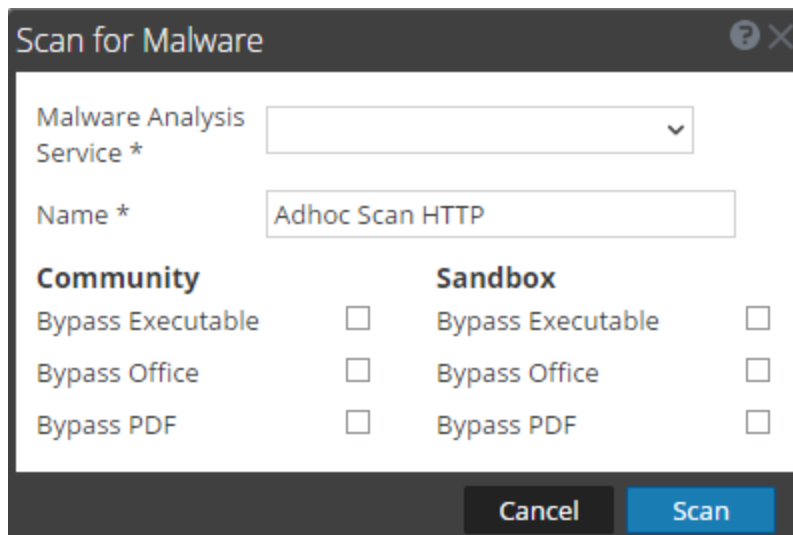 Scan for Malware
Malware Analysis
Service *
Name *
Adhoc Scan HTTP
Community
Sandbox
Bypass Executable
Bypass Executable
Bypass Office
Bypass Office
Bypass PDF
Bypass PDF
Cancel
Scan